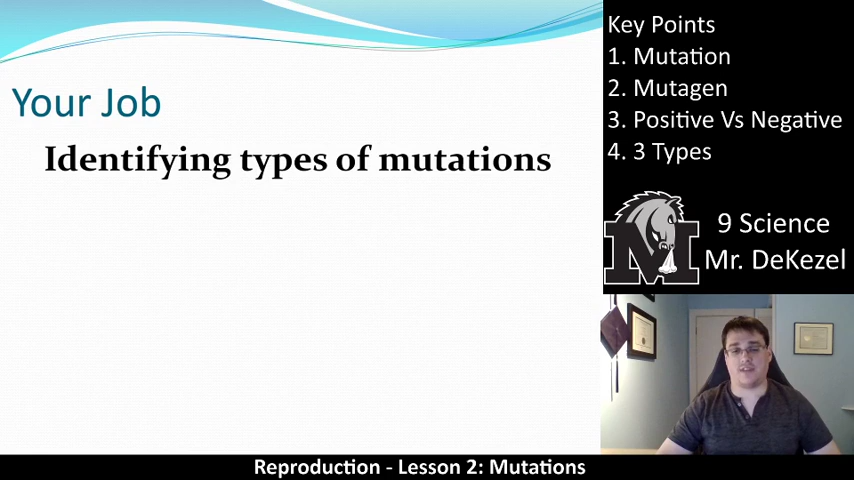 Your Job
Identifying types of mutations
Key Points
1. Mutation
2. Mutagen
3. Positive Vs Negative
4. 3 Types
M
9 Science
Mr. DeKezel
Reproduction - Lesson 2: Mutations